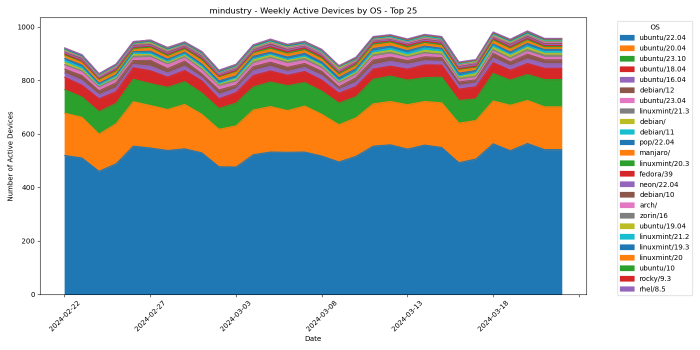 mindustry - Weekly Active Devices by OS - Top 25
Number of Active Devices
1000
800
600
400
200
0
2024-02-22
2024-02-27
2024-03-03
2024-03-08
2024-03-13
2024-03-18
Date
OS
ubuntu/22.04
ubuntu/20.04
ubuntu/23.10
ubuntu/18.04
ubuntu/16.04
debian/12
ubuntu/23.04
linuxmint/21.3
debian/
debian/11
pop/22.04
manjaro/
linuxmint/20.3
fedora/39
neon/22.04
debian/10
arch/
zorin/16
ubuntu/19.04
linuxmint/21.2
linuxmint/19.3
linuxmint/20
ubuntu/10
rocky/9.3
rhel/8.5